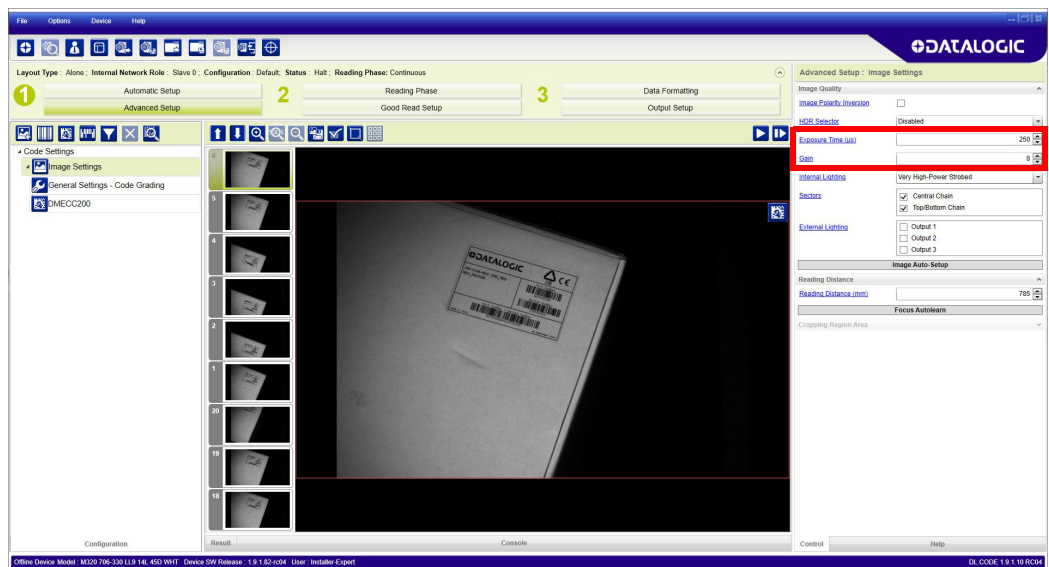 File Options Device Help
DATALOGIC
Layout Type : Alone ; Internal Network Role : Slave 0 ; Configuration : Default; Status : Halt ; Reading Phase: Continuous
1 Automatic Setup 2 Reading Phase 3 Data Formatting
Advanced Setup Good Read Setup Output Setup
Code Settings
Image Settings
General Settings - Code Grading
DMECC200
6
5
4
3
2
1
20
19
18
DATALOGIC
CE
Configuration
Result Console
Advanced Setup : Image Settings
Image Quality
Image Polarity Inversion
HDR Selector Disabled
Exposure Time (us) 250
Gain 8
Internal Lighting Very High-Power Strobed
Sectors Central Chain
Top/Bottom Chain
External Lighting Output 1
Output 2
Output 3
Image Auto-Setup
Reading Distance
Reading Distance (mm) 785
Focus Autolearn
Cropping Region Area
Control Help
Offline Device Model : M320 706-330 LL9 14L 45D WHT Device SW Release : 1.9.1.82-rc04 User : Installer-Expert DL.CODE 1.9.1.10 RC04